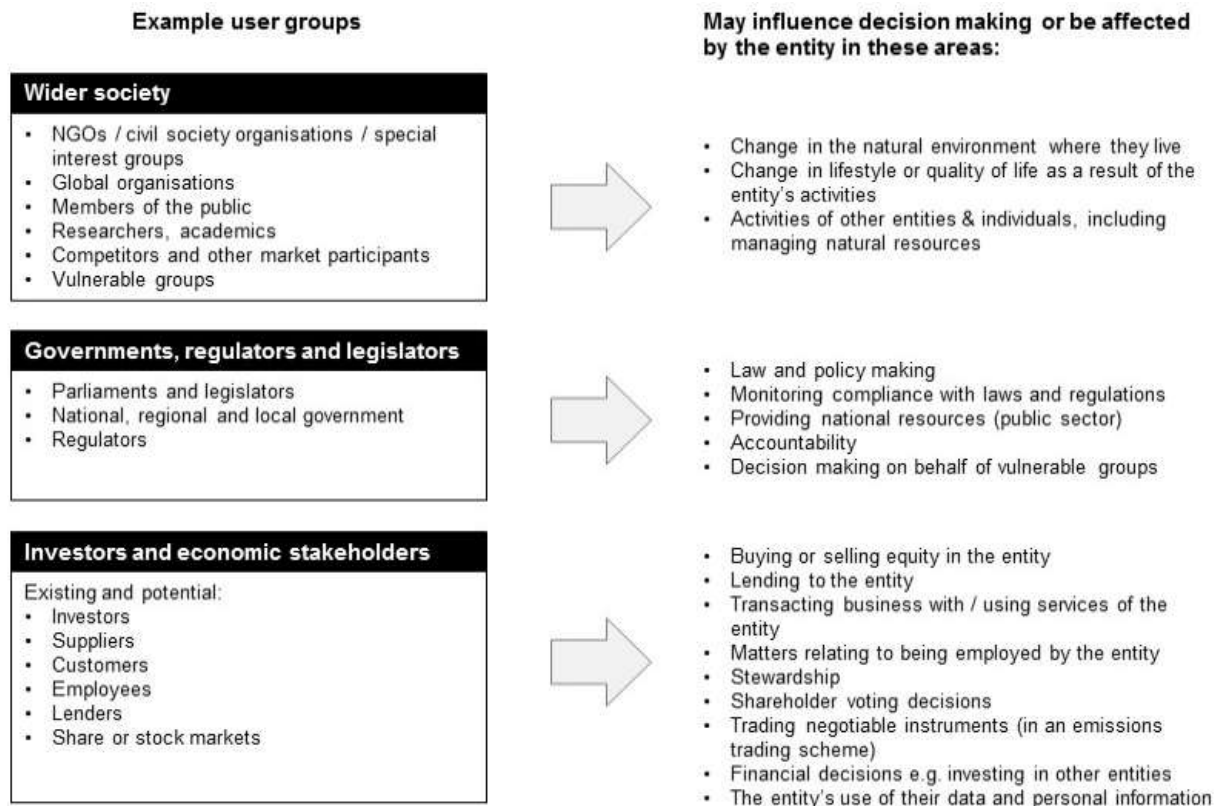 Example user groups
May influence decision making or be affected
by the entity in these areas:
Wider society
• NGOs / civil society organisations / special
interest groups
• Global organisations
• Members of the public
• Researchers, academics
• Competitors and other market participants
• Vulnerable groups
• Change in the natural environment where they live
• Change in lifestyle or quality of life as a result of the
entity's activities
• Activities of other entities & individuals, including
managing natural resources
Governments, regulators and legislators
• Parliaments and legislators
• National, regional and local government
• Regulators
• Law and policy making
• Monitoring compliance with laws and regulations
• Providing national resources (public sector)
• Accountability
• Decision making on behalf of vulnerable groups
Investors and economic stakeholders
Existing and potential:
• Investors
• Suppliers
• Customers
• Employees
• Lenders
• Share or stock markets
• Buying or selling equity in the entity
• Lending to the entity
• Transacting business with / using services of the
entity
• Matters relating to being employed by the entity
• Stewardship
• Shareholder voting decisions
• Trading negotiable instruments (in an emissions
trading scheme)
• Financial decisions e.g. investing in other entities
• The entity's use of their data and personal information